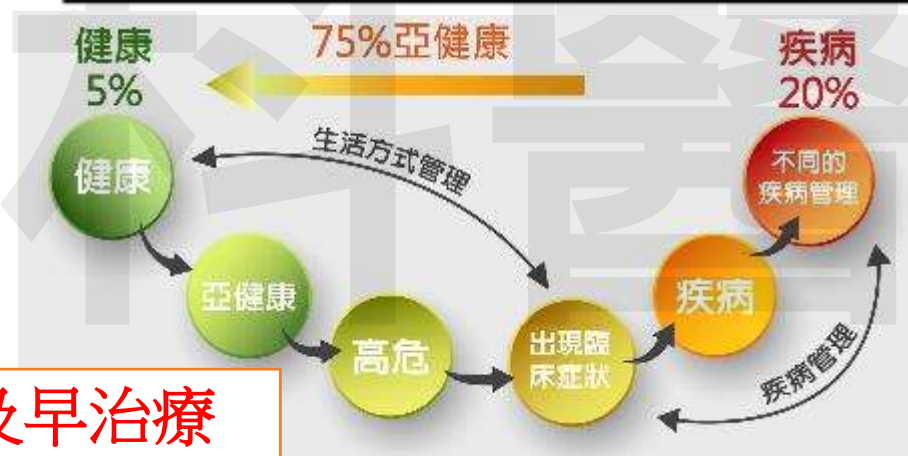 健康
5%
75%亞健康
疾病
20%
健康
生活方式管理
不同的
疾病管理
亞健康
高危
出現臨
床症狀
疾病
疾病管理
及早治療
科醫